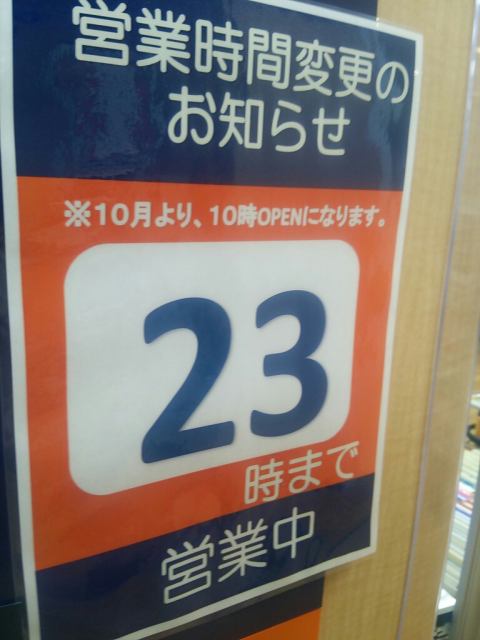 営業時間変更の
お知らせ
※10月より、10時OPENになります。
23
時まで
営業中